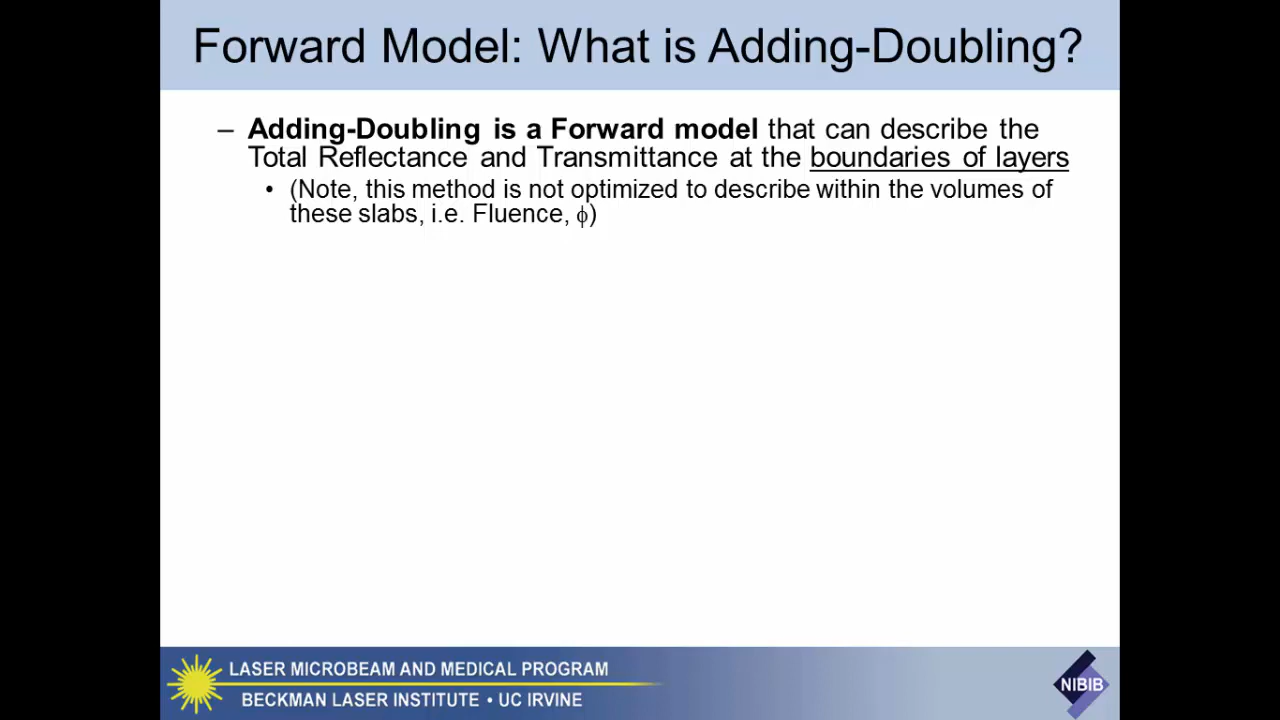 Forward Model: What is Adding-Doubling?
– Adding-Doubling is a Forward model that can describe the
Total Reflectance and Transmittance at the boundaries of layers
• (Note, this method is not optimized to describe within the volumes of
these slabs, i.e. Fluence, ϕ)
LASER MICROBEAM AND MEDICAL PROGRAM
BECKMAN LASER INSTITUTE • UC IRVINE
NIBIB